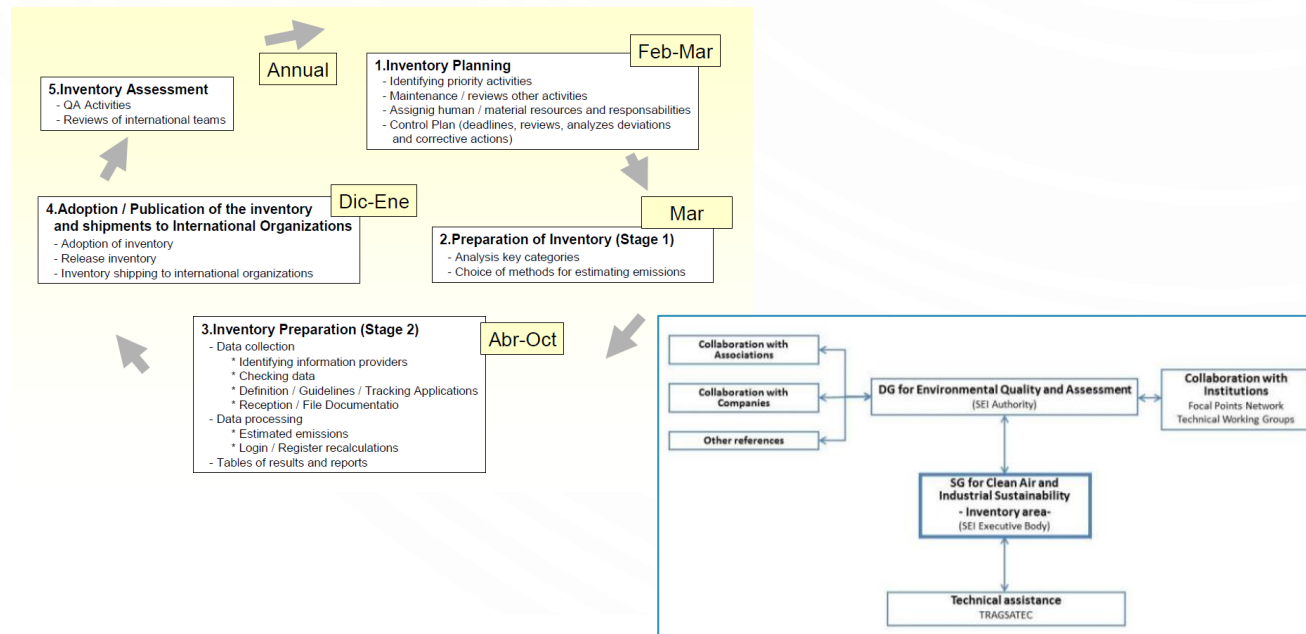 Annual
Feb-Mar
1.Inventory Planning
- Identifying priority activities
- Maintenance / reviews other activities
- Assignig human / material resources and responsabilities
- Control Plan (deadlines, reviews, analyzes deviations
and corrective actions)
5.Inventory Assessment
- QA Activities
- Reviews of international teams
Dic-Ene
4.Adoption / Publication of the inventory
and shipments to International Organizations
- Adoption of inventory
- Release inventory
- Inventory shipping to international organizations
Mar
2.Preparation of Inventory (Stage 1)
- Analysis key categories
- Choice of methods for estimating emissions
Abr-Oct
3.Inventory Preparation (Stage 2)
- Data collection
* Identifying information providers
* Checking data
* Definition / Guidelines / Tracking Applications
* Reception / File Documentatio
- Data processing
* Estimated emissions
* Login / Register recalculations
- Tables of results and reports
Collaboration with
Associations
Collaboration with
Companies
Other references
DG for Environmental Quality and Assessment
(SEI Authority)
Collaboration with
Institutions
Focal Points Network
Technical Working Groups
SG for Clean Air and
Industrial Sustainability
- Inventory area-
(SEI Executive Body)
Technical assistance
TRAGSATEC